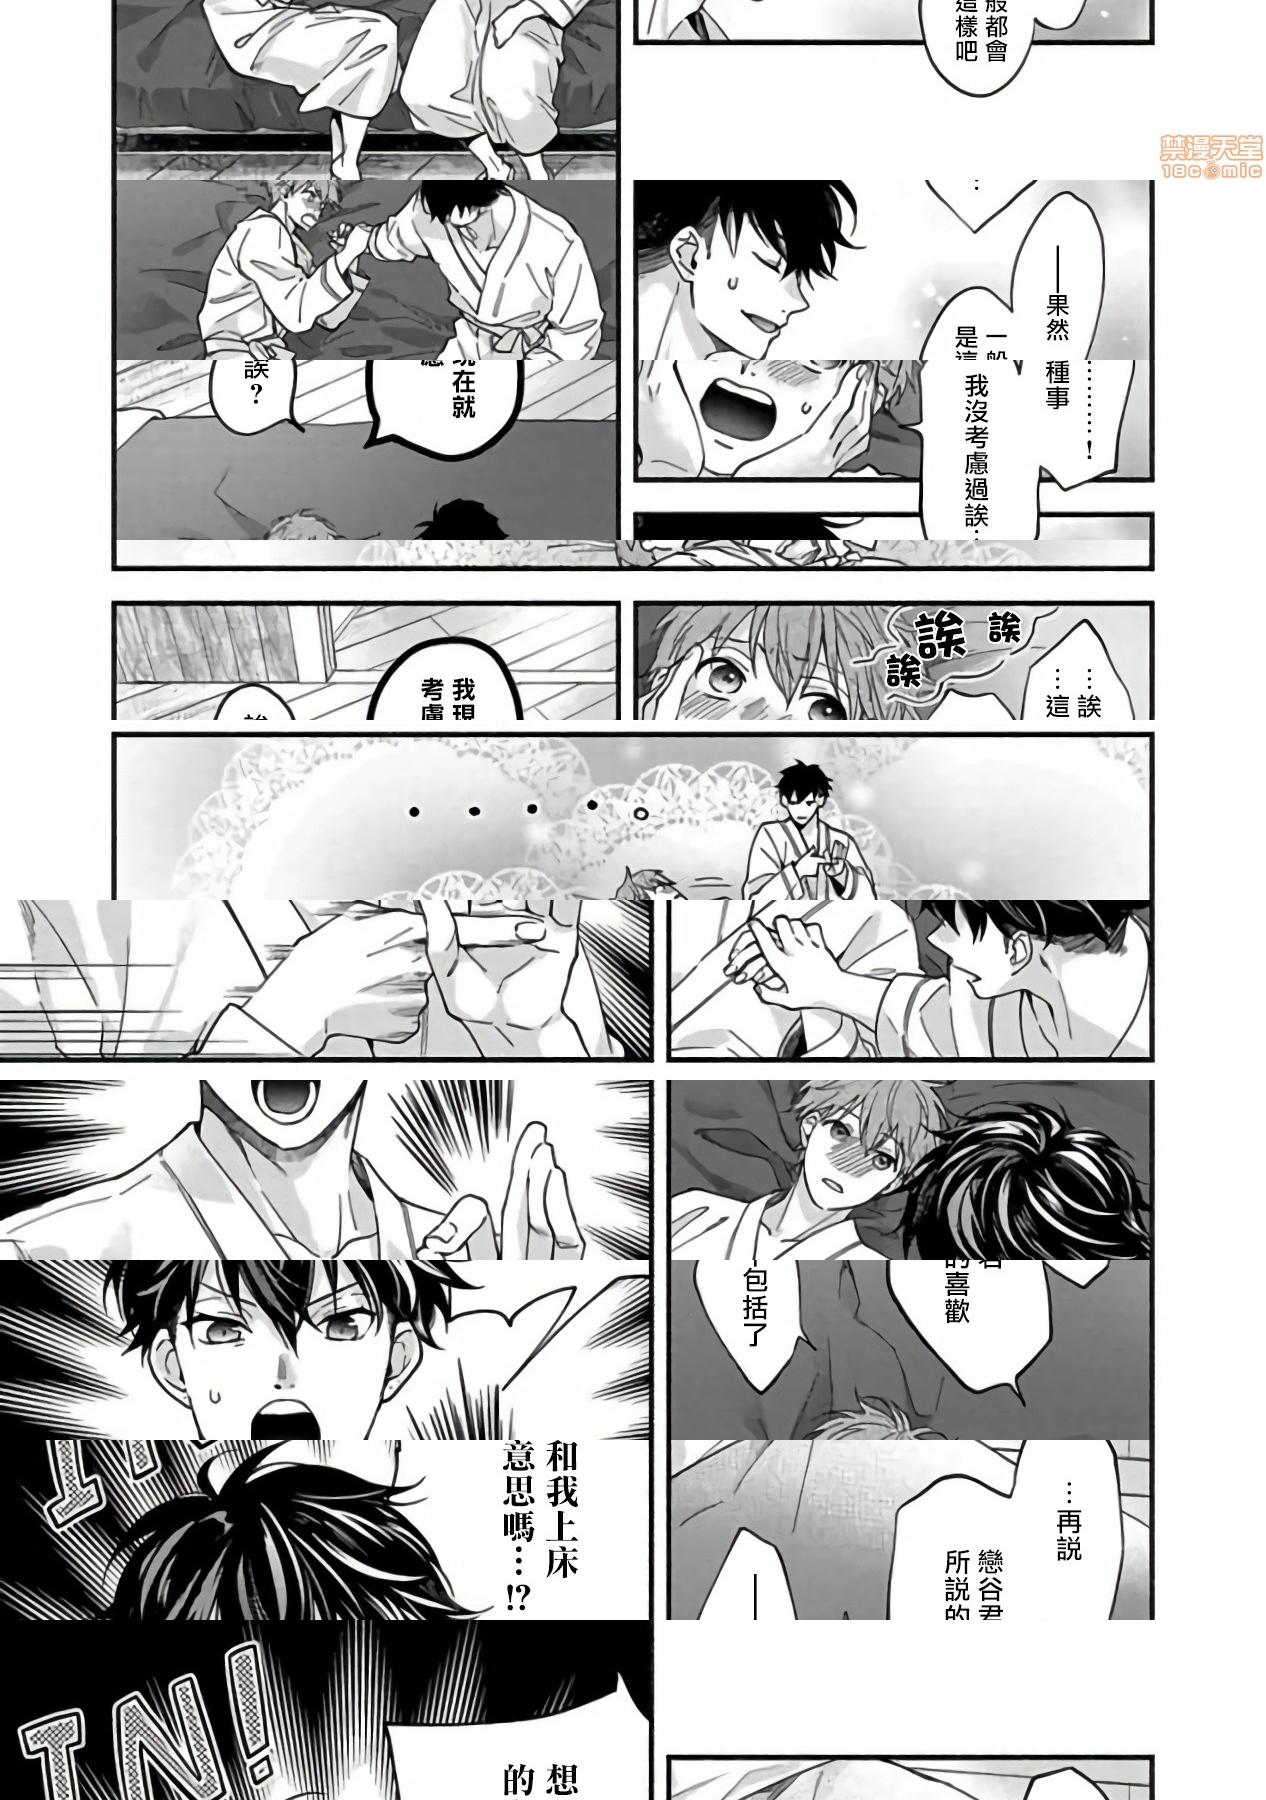 般都會
這樣吧
禁漫天堂
18comic
…
——果然
一般
是這
種事
………!
我沒考慮過誒…
現在就
誒?
誒
誒
誒
…誒
…這
我現
考慮
・・・・・
的喜歡
包括了
…再說
戀谷君
所說的
——
和我上床
意思嗎…!?
IN!
想
的